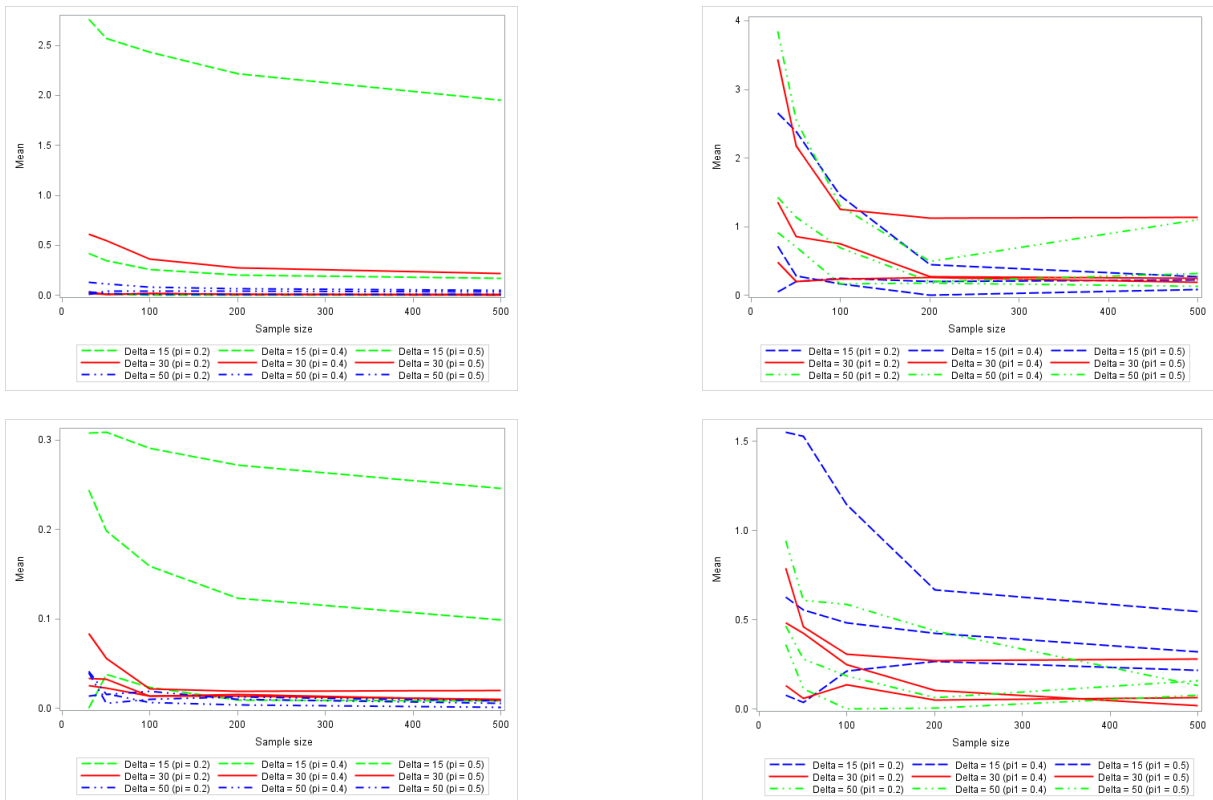 2.5
2.0
1.5
1.0
0.5
0.0
Mean
0 100 200 300 400 500
Sample size
Delta = 15 (pi = 0.2) Delta = 15 (pi = 0.4) Delta = 15 (pi = 0.5)
Delta = 30 (pi = 0.2) Delta = 30 (pi = 0.4) Delta = 30 (pi = 0.5)
Delta = 50 (pi = 0.2) Delta = 50 (pi = 0.4) Delta = 50 (pi = 0.5)
4
3
2
1
0
Mean
0 100 200 300 400 500
Sample size
Delta = 15 (pi1 = 0.2) Delta = 15 (pi1 = 0.4) Delta = 15 (pi1 = 0.5)
Delta = 30 (pi1 = 0.2) Delta = 30 (pi1 = 0.4) Delta = 30 (pi1 = 0.5)
Delta = 50 (pi1 = 0.2) Delta = 50 (pi1 = 0.4) Delta = 50 (pi1 = 0.5)
0.3
0.2
0.1
0.0
Mean
0 100 200 300 400 500
Sample size
Delta = 15 (pi = 0.2) Delta = 15 (pi = 0.4) Delta = 15 (pi = 0.5)
Delta = 30 (pi = 0.2) Delta = 30 (pi = 0.4) Delta = 30 (pi = 0.5)
Delta = 50 (pi = 0.2) Delta = 50 (pi = 0.4) Delta = 50 (pi = 0.5)
1.5
1.0
0.5
0.0
Mean
0 100 200 300 400 500
Sample size
Delta = 15 (pi1 = 0.2) Delta = 15 (pi1 = 0.4) Delta = 15 (pi1 = 0.5)
Delta = 30 (pi1 = 0.2) Delta = 30 (pi1 = 0.4) Delta = 30 (pi1 = 0.5)
Delta = 50 (pi1 = 0.2) Delta = 50 (pi1 = 0.4) Delta = 50 (pi1 = 0.5)